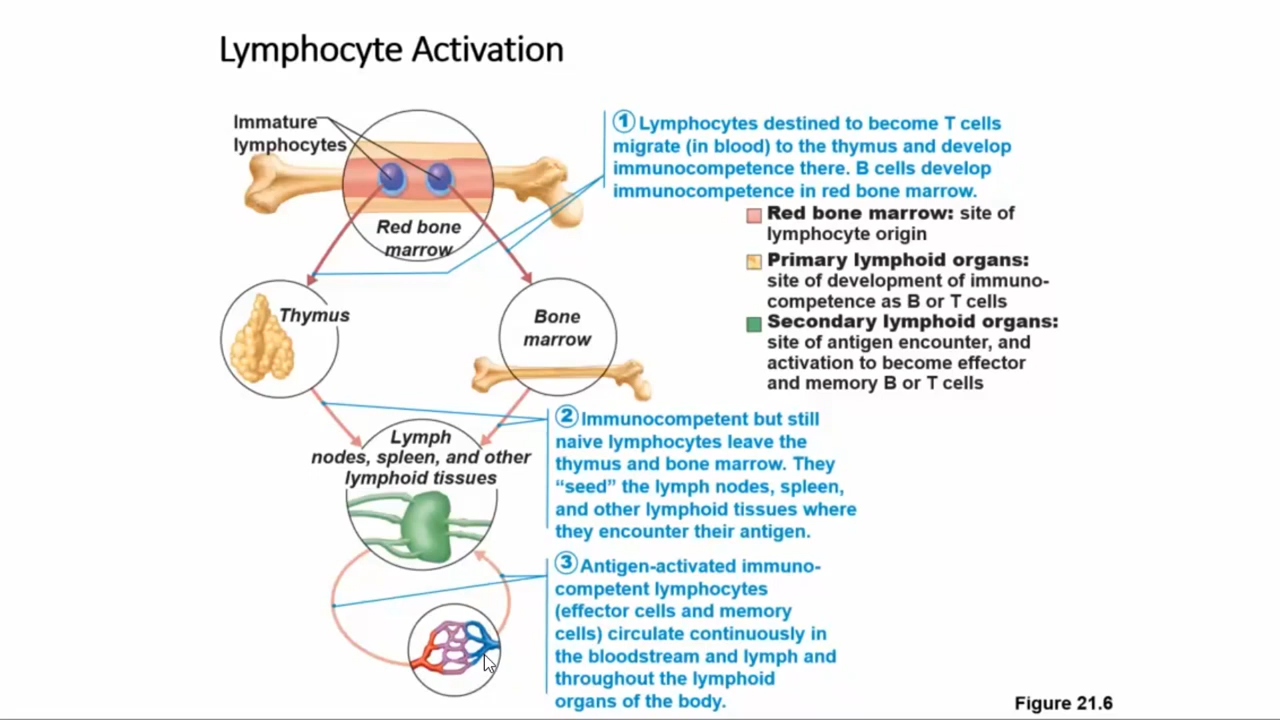 Lymphocyte Activation
Immature
lymphocytes
Red bone
marrow
① Lymphocytes destined to become T cells
migrate (in blood) to the thymus and develop
immunocompetence there. B cells develop
immunocompetence in red bone marrow.
Red bone marrow: site of
lymphocyte origin
Primary lymphoid organs:
site of development of immuno-
competence as B or T cells
Secondary lymphoid organs:
site of antigen encounter, and
activation to become effector
and memory B or T cells
Thymus
Bone
marrow
② Immunocompetent but still
naive lymphocytes leave the
thymus and bone marrow. They
“seed” the lymph nodes, spleen,
and other lymphoid tissues where
they encounter their antigen.
Lymph
nodes, spleen, and other
lymphoid tissues
③ Antigen-activated immuno-
competent lymphocytes
(effector cells and memory
cells) circulate continuously in
the bloodstream and lymph and
throughout the lymphoid
organs of the body.
Figure 21.6